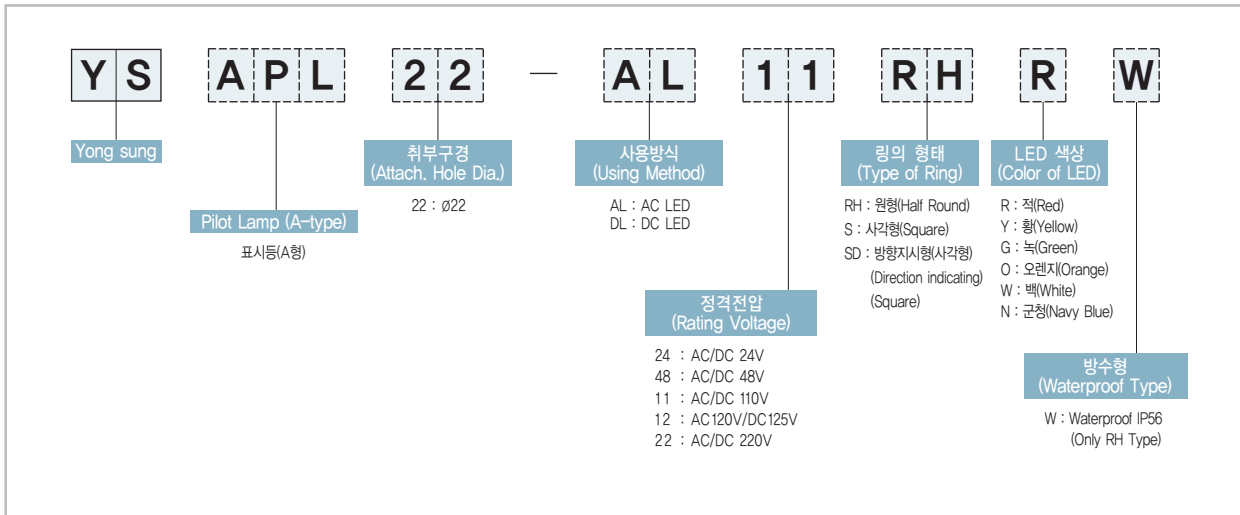 YS APL 22 — AL 11 RH R W
Yong sung
Pilot Lamp (A-type)
표시등(A형)
취부구경
(Attach. Hole Dia.)
22 : Ø22
사용방식
(Using Method)
AL : AC LED
DL : DC LED
정격전압
(Rating Voltage)
24 : AC/DC 24V
48 : AC/DC 48V
11 : AC/DC 110V
12 : AC120V/DC125V
22 : AC/DC 220V
링의 형태
(Type of Ring)
RH : 원형(Half Round)
S : 사각형(Square)
SD : 방향지시형(사각형)
(Direction indicating)
(Square)
LED 색상
(Color of LED)
R : 적(Red)
Y : 황(Yellow)
G : 녹(Green)
O : 오렌지(Orange)
W : 백(White)
N : 군청(Navy Blue)
방수형
(Waterproof Type)
W : Waterproof IP56
(Only RH Type)